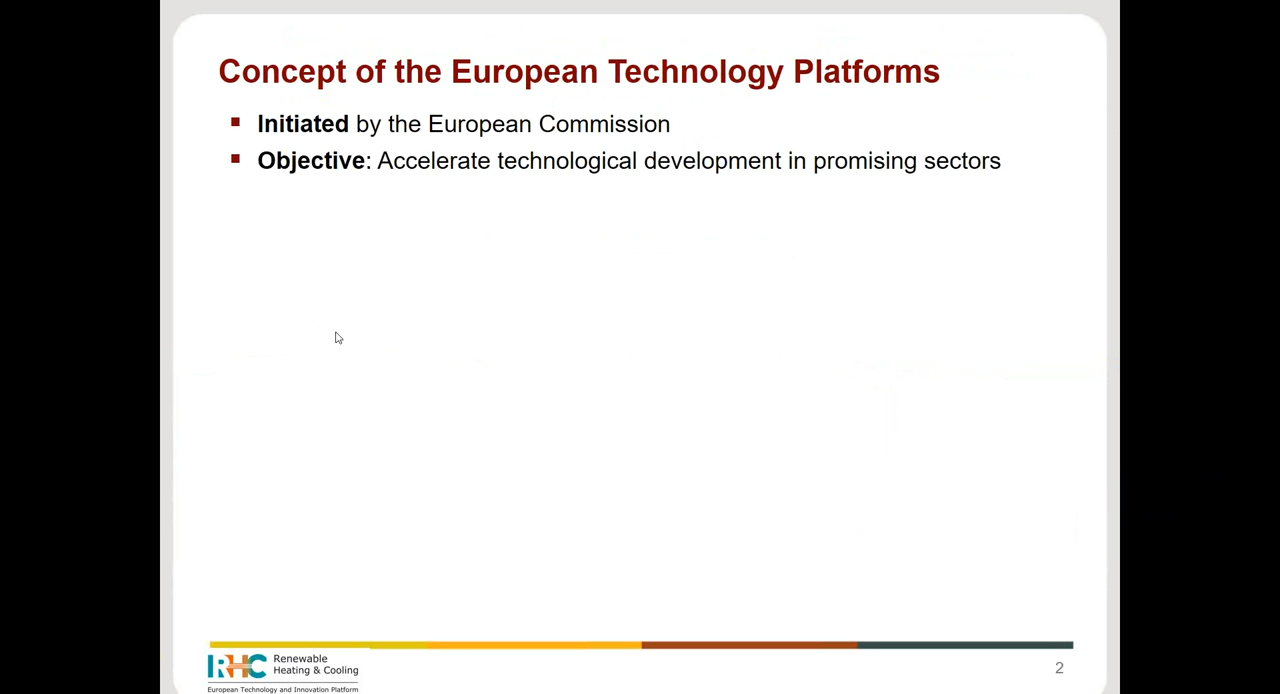 Concept of the European Technology Platforms
Initiated by the European Commission
Objective: Accelerate technological development in promising sectors
RHC Renewable
Heating & Cooling
European Technology and Innovation Platform
2